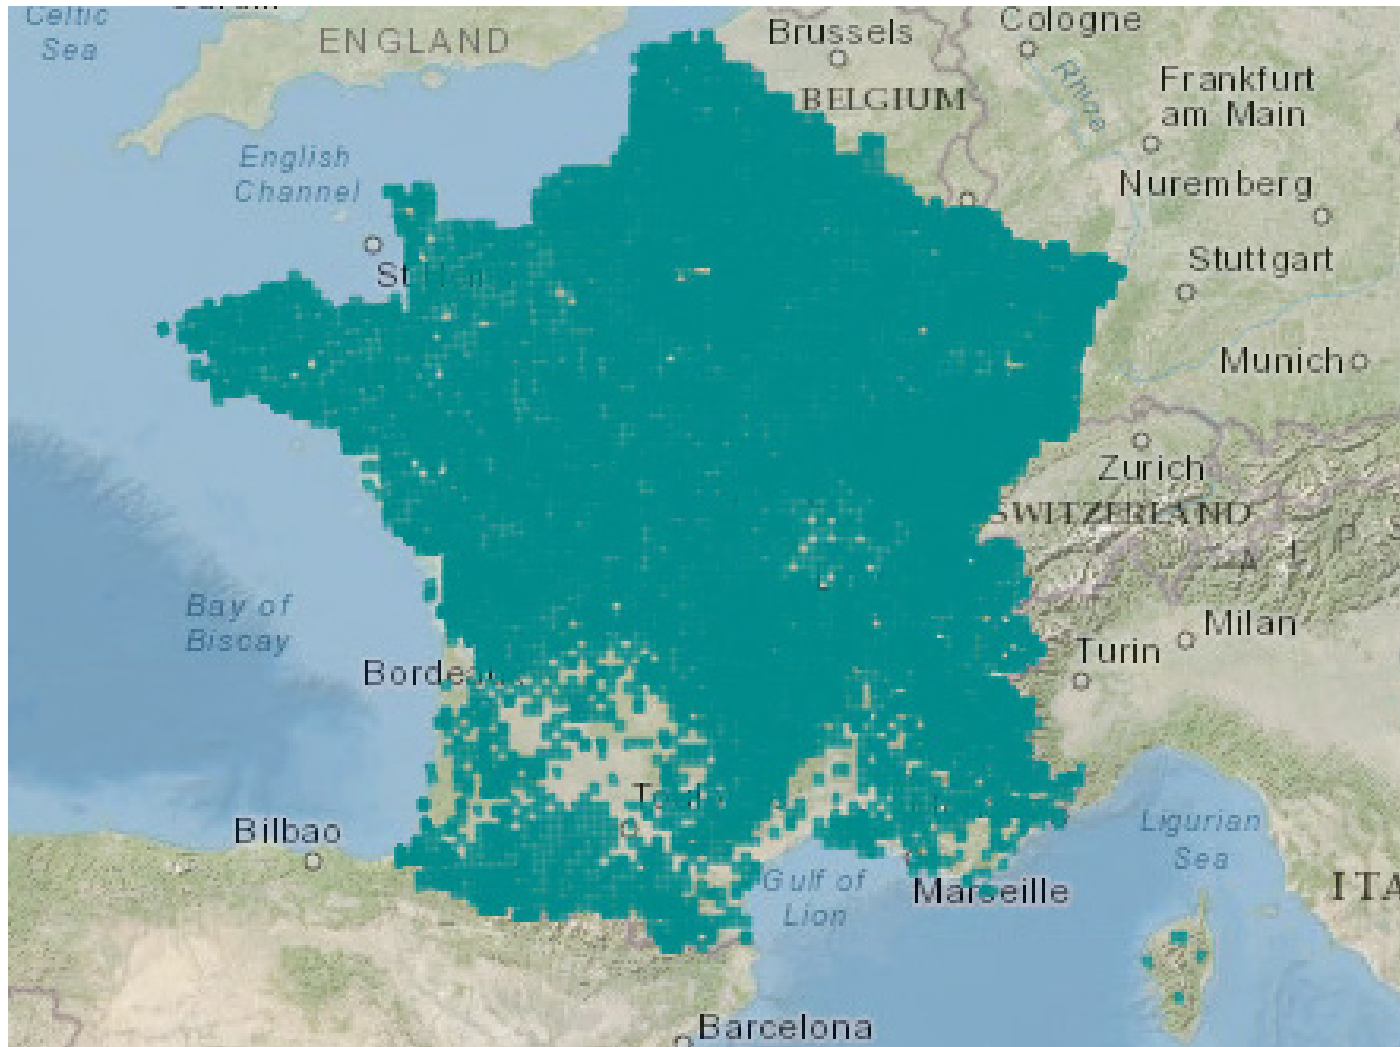 Celtic
Sea
ENGLAND
Brussels
Cologne
BELGIUM
Rhine
Frankfurt
am Main
English
Channel
Nuremberg
St
Stuttgart
Munich
Zurich
SWITZERLAND
A L P
Bay of
Biscay
Milan
Turin
Bilbao
Ligurian
Sea
Gulf of
Lion
Marseille
ITA
Barcelona